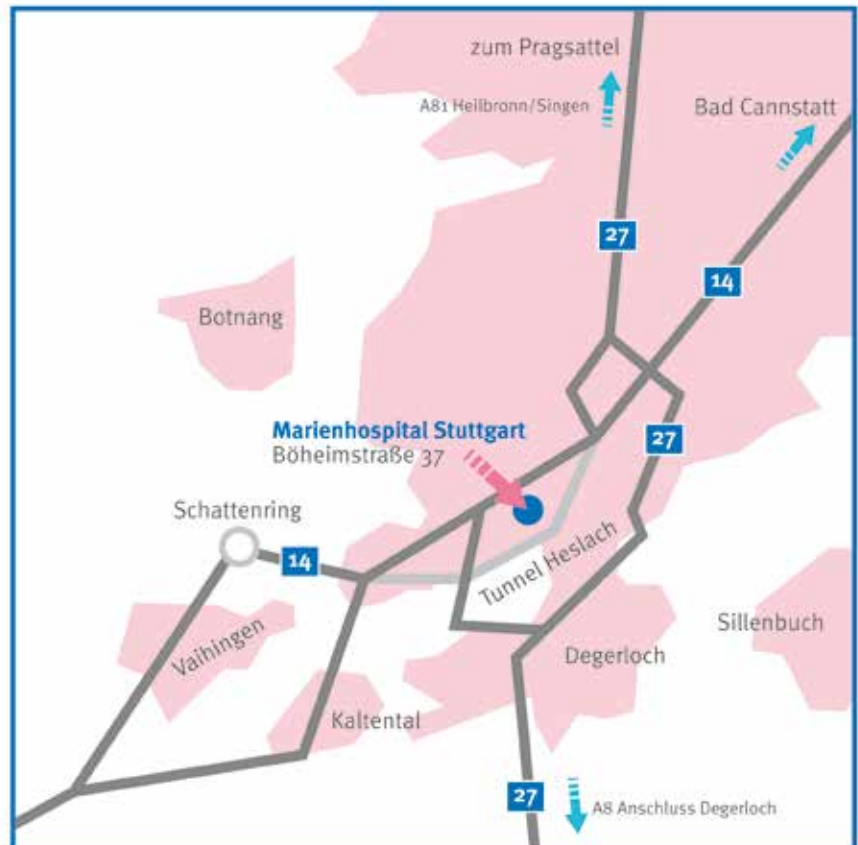 zum Pragsattel
A81 Heilbronn/Singen
Bad Cannstatt
27
14
Botnang
27
Marienhospital Stuttgart
Böheimstraße 37
Schattenring
14
Tunnel Heslach
Vaihingen
Degerloch
Sillenbuch
Kaltental
27
A8 Anschluss Degerloch